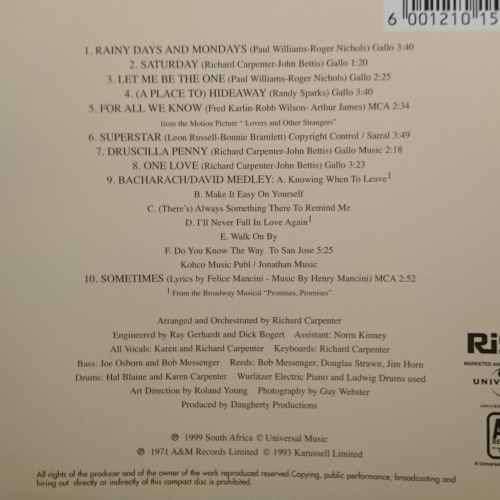 6 001210 15
1. RAINY DAYS AND MONDAYS (Paul Williams-Roger Nichols) Gallo 3:40
2. SATURDAY (Richard Carpenter-John Bettis) Gallo 1:20
3. LET ME BE THE ONE (Paul Williams-Roger Nichols) Gallo 2:25
4. (A PLACE TO) HIDEAWAY (Randy Sparks) Gallo 3:40
5. FOR ALL WE KNOW (Fred Karlin-Robb Wilson- Arthur James) MCA 2:34
from the Motion Picture " Lovers and Other Strangers"
6. SUPERSTAR (Leon Russell-Bonnie Bramlett) Copyright Control / Sarral 3:49
7. DRUSCILLA PENNY (Richard Carpenter-John Bettis) Gallo Music 2:18
8. ONE LOVE (Richard Carpenter-John Bettis) Gallo 3:23
9. BACHARACH/DAVID MEDLEY: A. Knowing When To Leave¹
B. Make It Easy On Yourself
C. (There's) Always Something There To Remind Me
D. I'll Never Fall In Love Again¹
E. Walk On By
F. Do You Know The Way To San Jose 5:25
Kohco Music Publ / Jonathan Music
10. SOMETIMES (Lyrics by Felice Mancini - Music By Henry Mancini) MCA 2:52
¹ From the Broadway Musical "Promises, Promises"
Arranged and Orchestrated by Richard Carpenter
Engineered by Ray Gerhardt and Dick Bogert Assistant: Norm Kinney
All Vocals: Karen and Richard Carpenter Keyboards: Richard Carpenter
Bass: Joe Osborn and Bob Messenger Reeds: Bob Messenger, Douglas Strawn, Jim Horn
Drums: Hal Blaine and Karen Carpenter Wurlitzer Electric Piano and Ludwig Drums used
Art Direction by Roland Young Photography by Guy Webster
Produced by Daugherty Productions
℗ 1999 South Africa © Universal Music
℗ 1971 A&M Records Limited © 1993 Karussell Limited
All rights of the producer and of the owner of the work reproduced reserved.Copying, public performance, broadcasting and
hiring out directly or indirectly of this compact disc is prohibited.
MARKETED
UNIV
A
A Univers